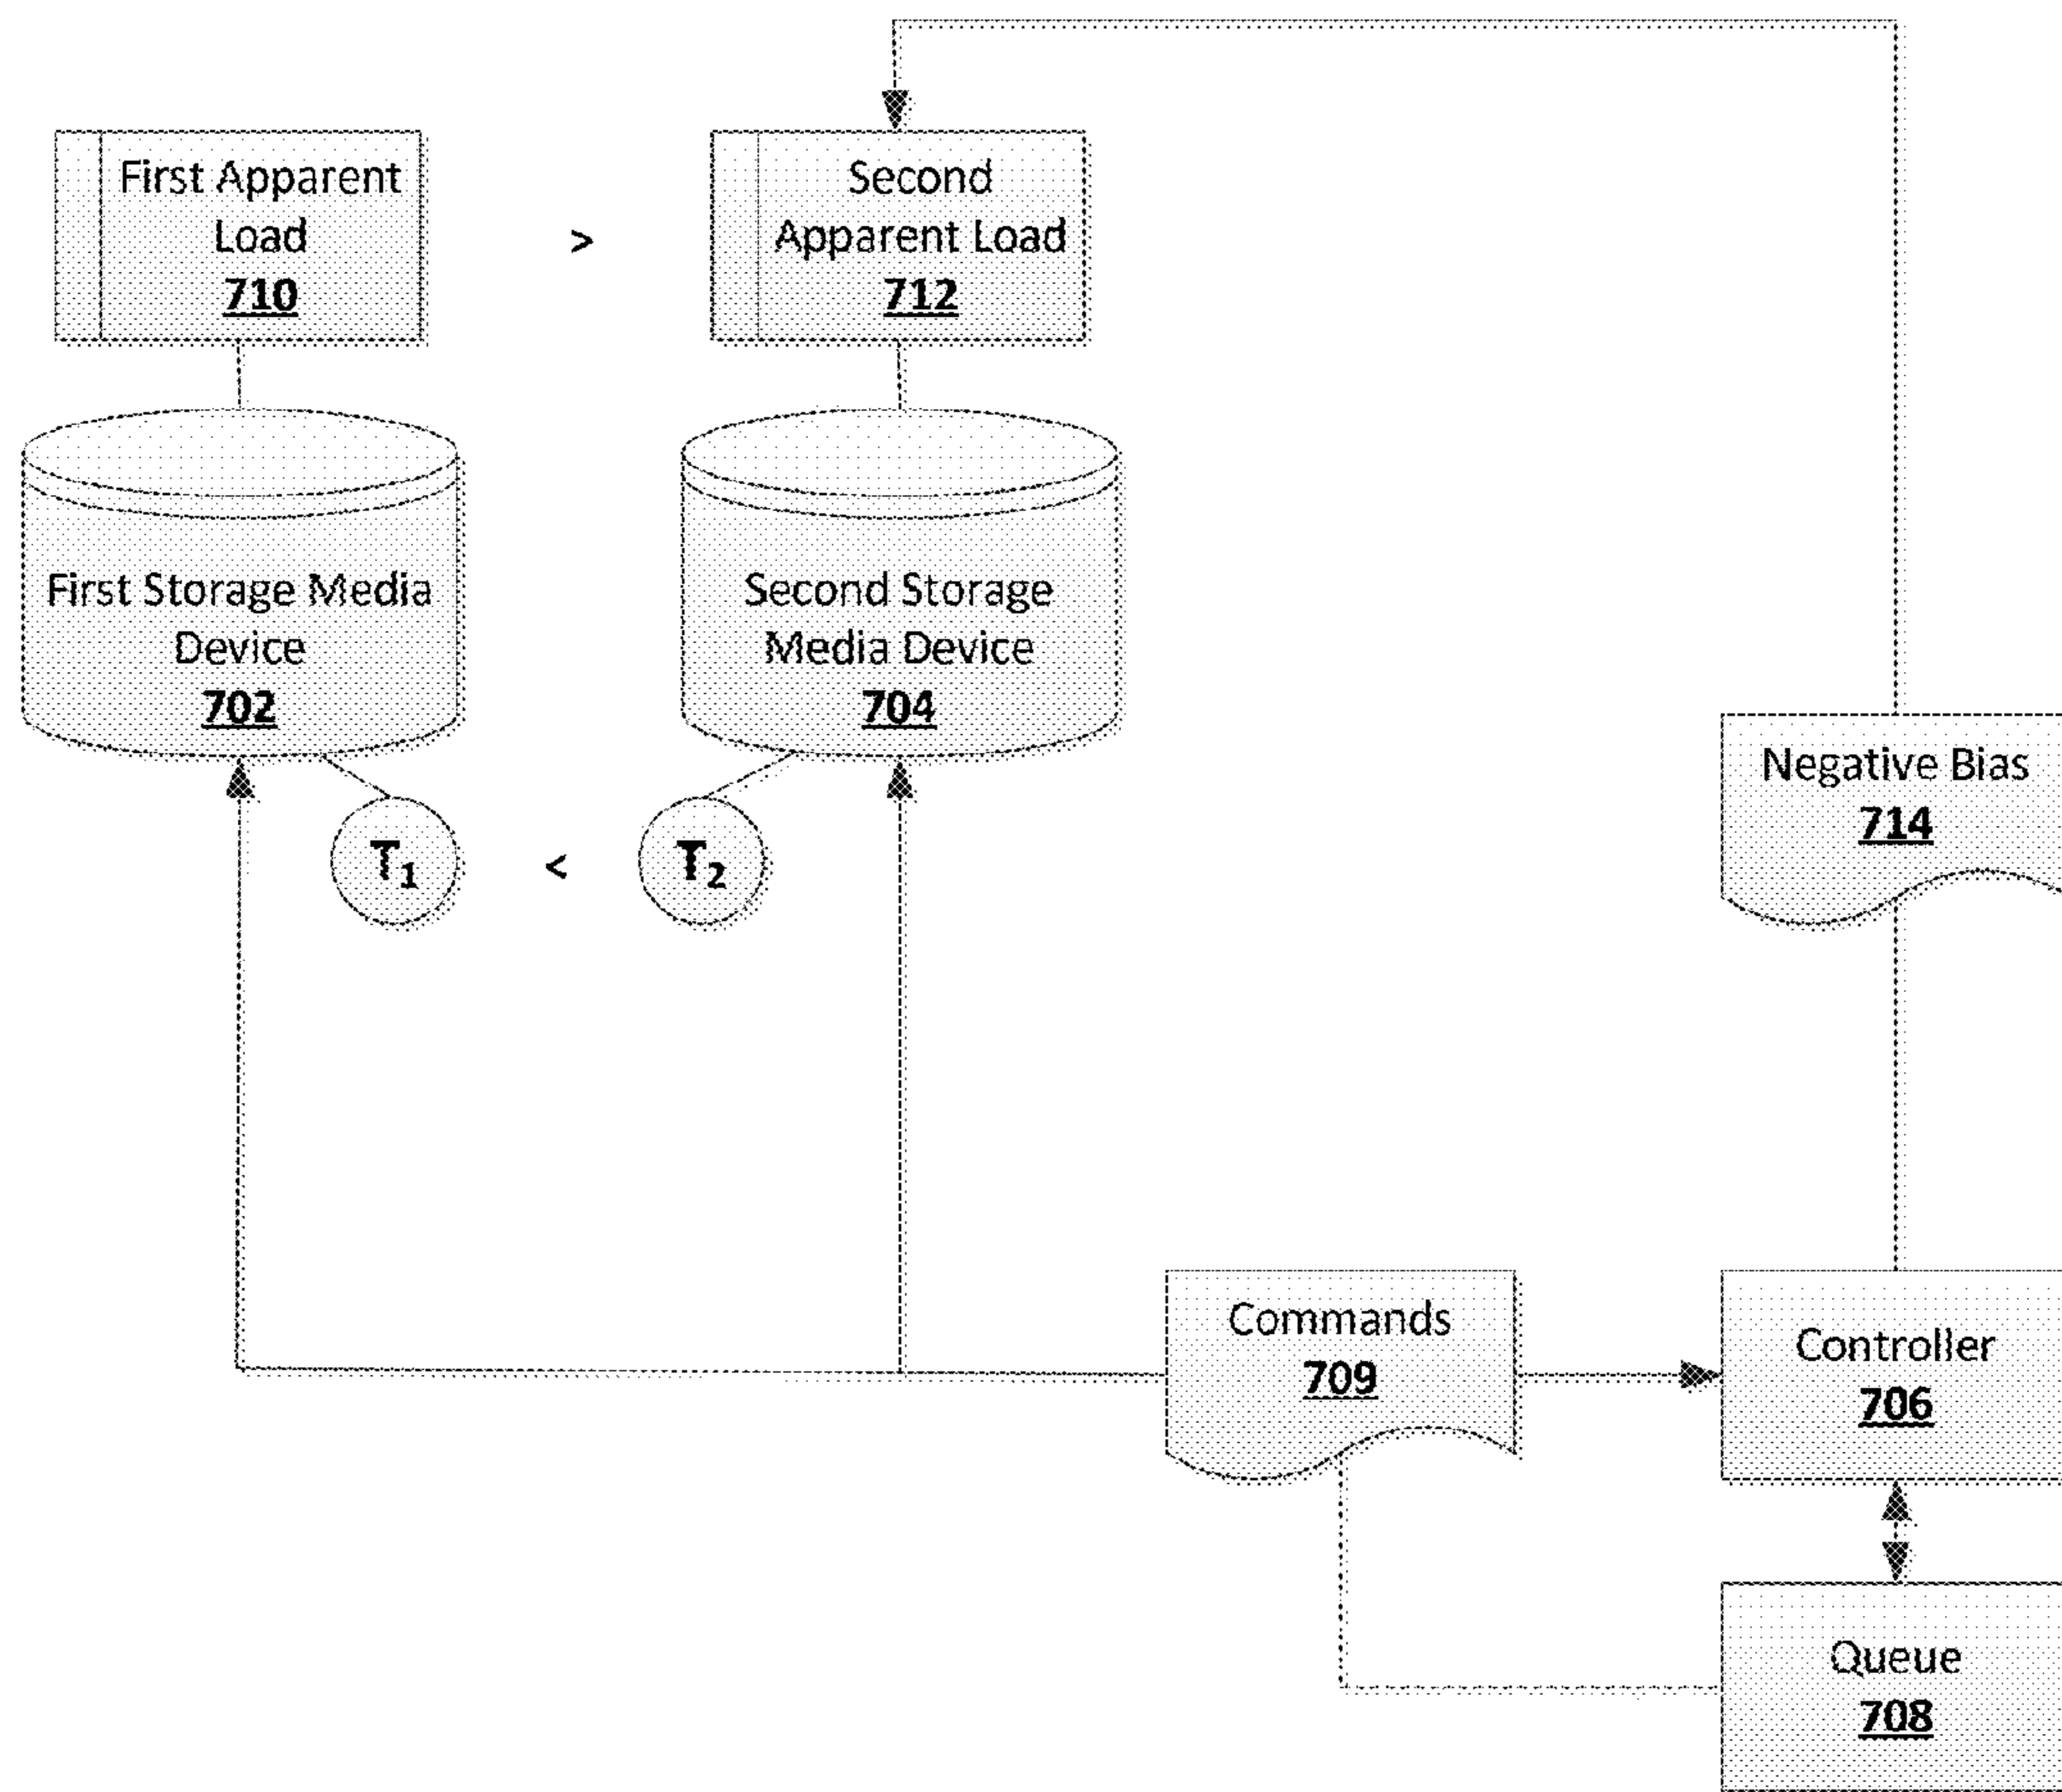 First Apparent
Load
710
>
Second
Apparent Load
712
First Storage Media
Device
702
Second Storage
Media Device
704
T₁
<
T₂
Negative Bias
714
Commands
709
Controller
706
Queue
708